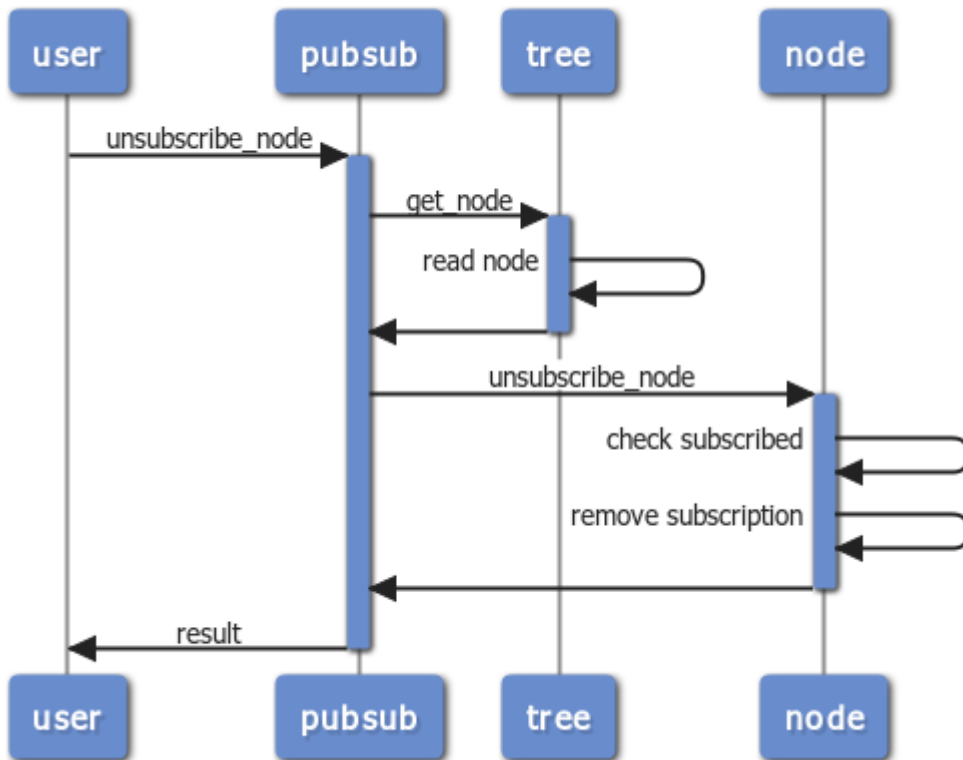 user pubsub tree node
unsubscribe_node
get_node
read node
unsubscribe_node
check subscribed
remove subscription
result
user pubsub tree node